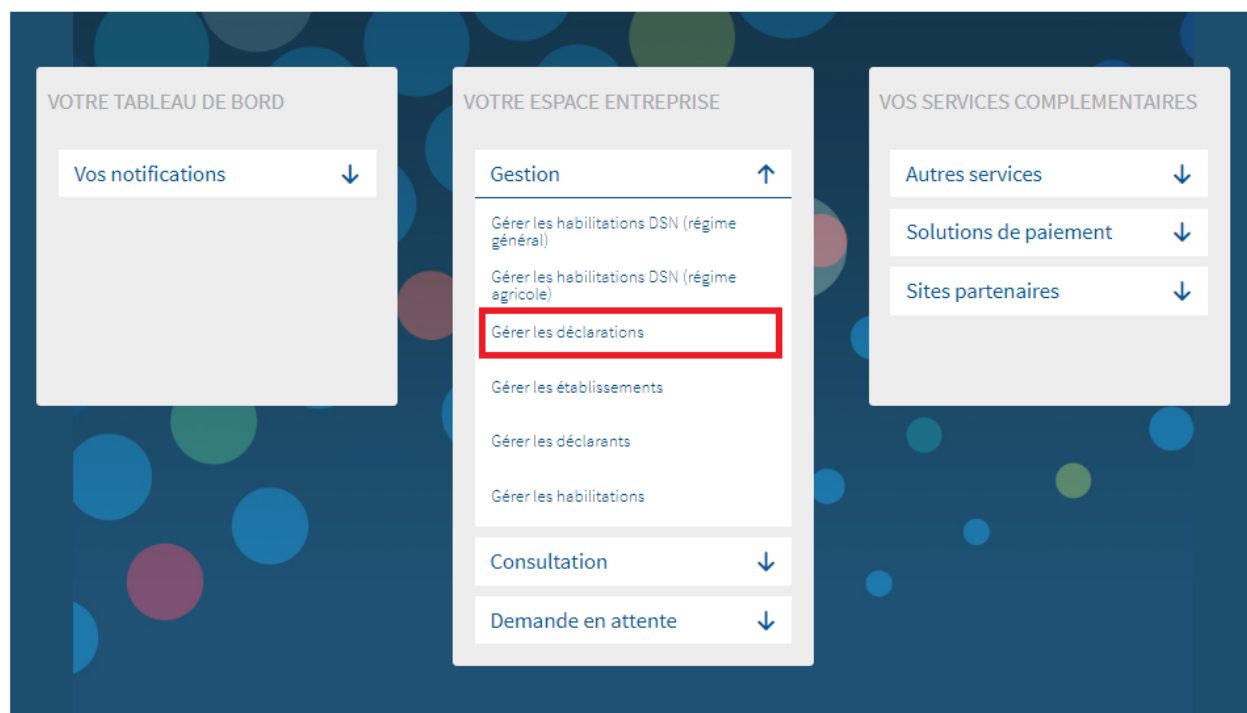 VOTRE TABLEAU DE BORD
Vos notifications
VOTRE ESPACE ENTREPRISE
Gestion
Gérer les habilitations DSN (régime
général)
Gérer les habilitations DSN (régime
agricole)
Gérer les déclarations
Gérer les établissements
Gérer les déclarants
Gérer les habilitations
Consultation
Demande en attente
VOS SERVICES COMPLEMENTAIRES
Autres services
Solutions de paiement
Sites partenaires